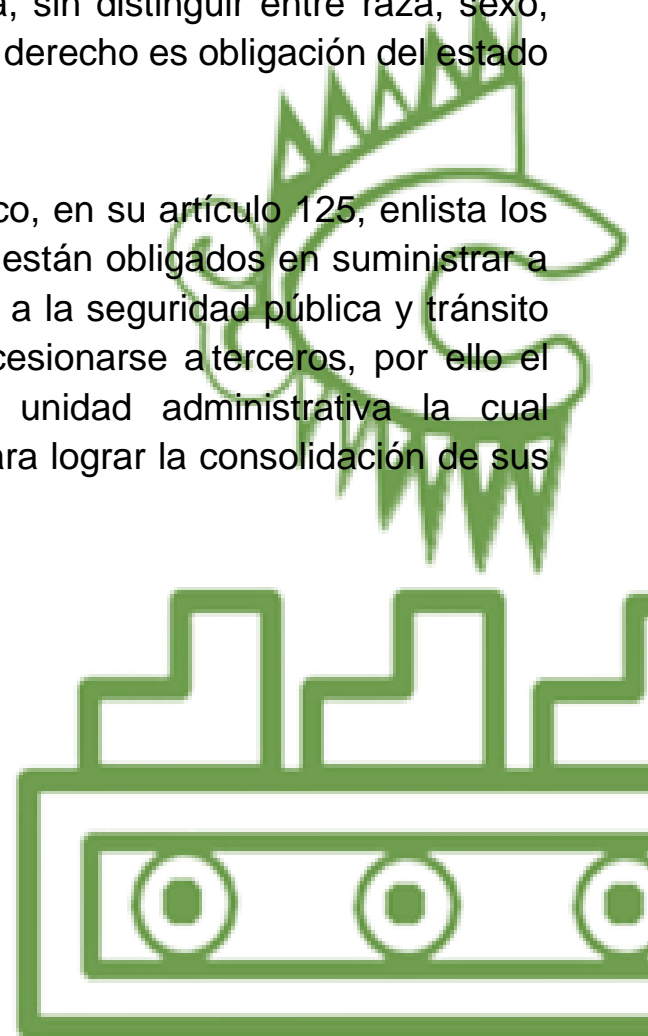 a, sin distinguir entre raza, sexo,
derecho es obligación del estado
co, en su artículo 125, enlista los
están obligados en suministrar a
a la seguridad pública y tránsito
cesionarse a terceros, por ello el
unidad administrativa la cual
ara lograr la consolidación de sus